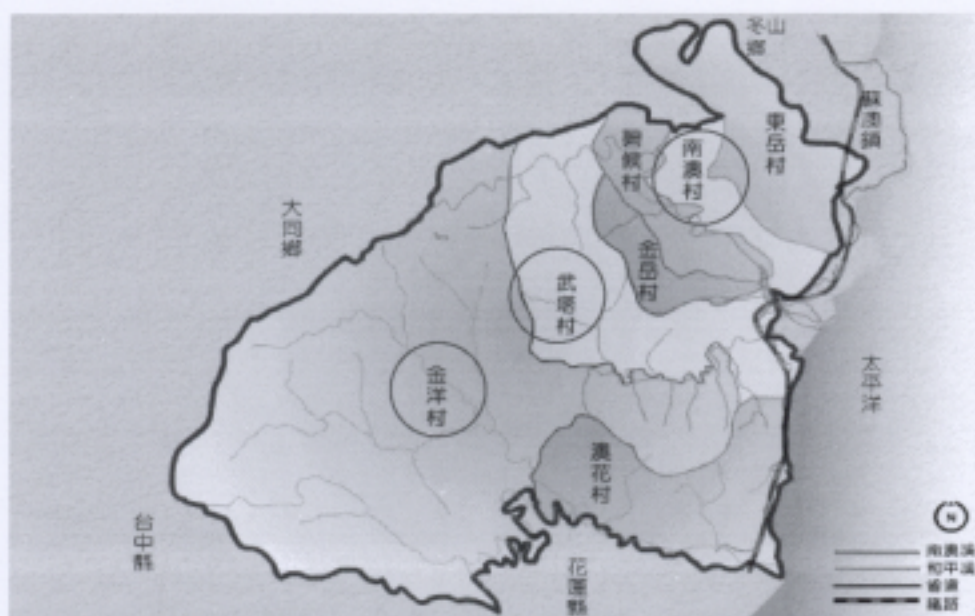 冬山鄉
蘇澳鎮
東岳村
南澳村
碧候村
金岳村
大同鄉
武塔村
金洋村
太平洋
澳花村
台中縣
花蓮縣
N
南澳溪
和平溪
省道
鐵路